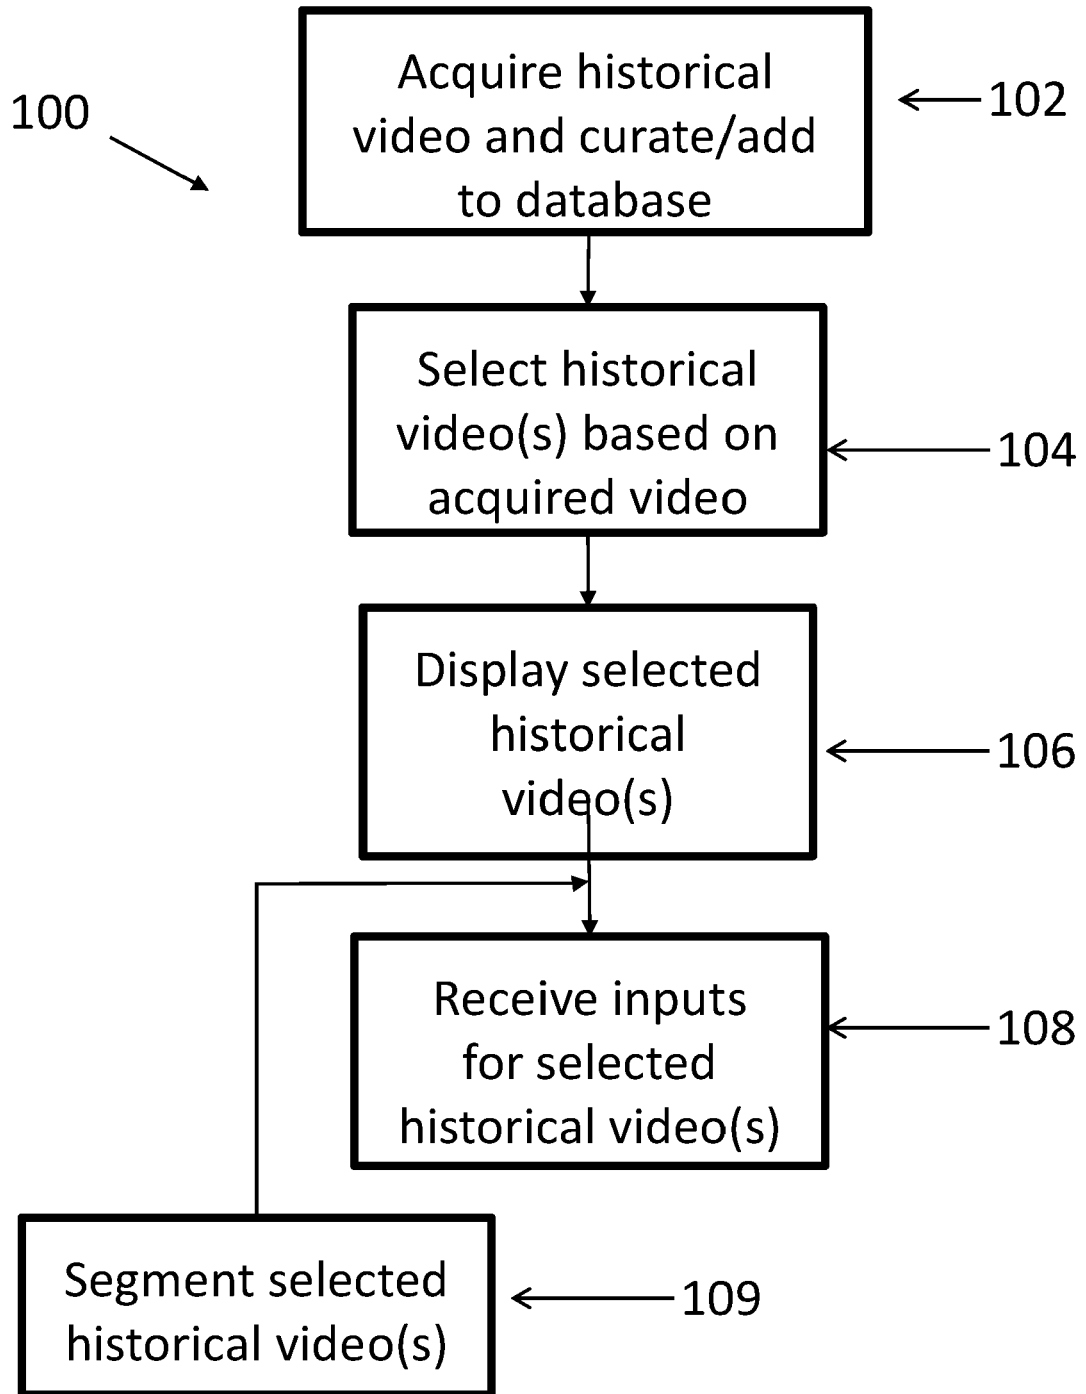 100
Acquire historical
video and curate/add
to database
102
Select historical
video(s) based on
acquired video
104
Display selected
historical
video(s)
106
Receive inputs
for selected
historical video(s)
108
Segment selected
historical video(s)
109